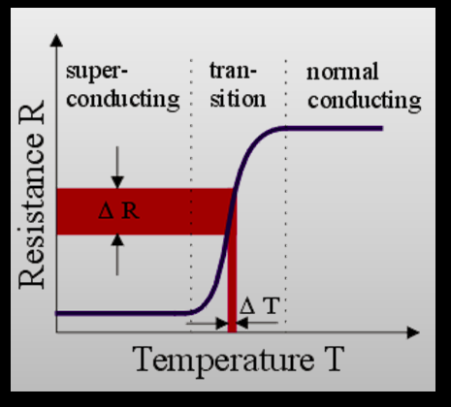 super-
conducting
tran-
sition
normal
conducting
Resistance R
Δ R
Δ T
Temperature T